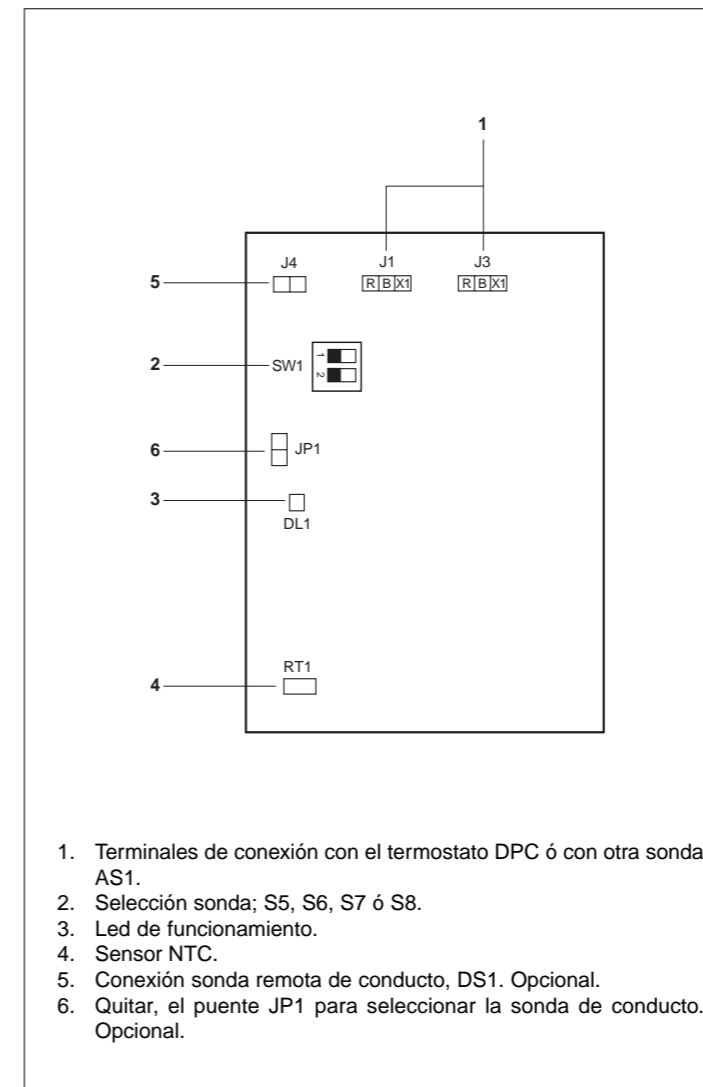 1
J4 J1 J3
5 R B X1 R B X1
2 SW1 1
2
6 JP1
3
DL1
RT1
4
1. Terminales de conexión con el termostato DPC ó con otra sonda
AS1.
2. Selección sonda; S5, S6, S7 ó S8.
3. Led de funcionamiento.
4. Sensor NTC.
5. Conexión sonda remota de conducto, DS1. Opcional.
6. Quitar, el puente JP1 para seleccionar la sonda de conducto.
Opcional.